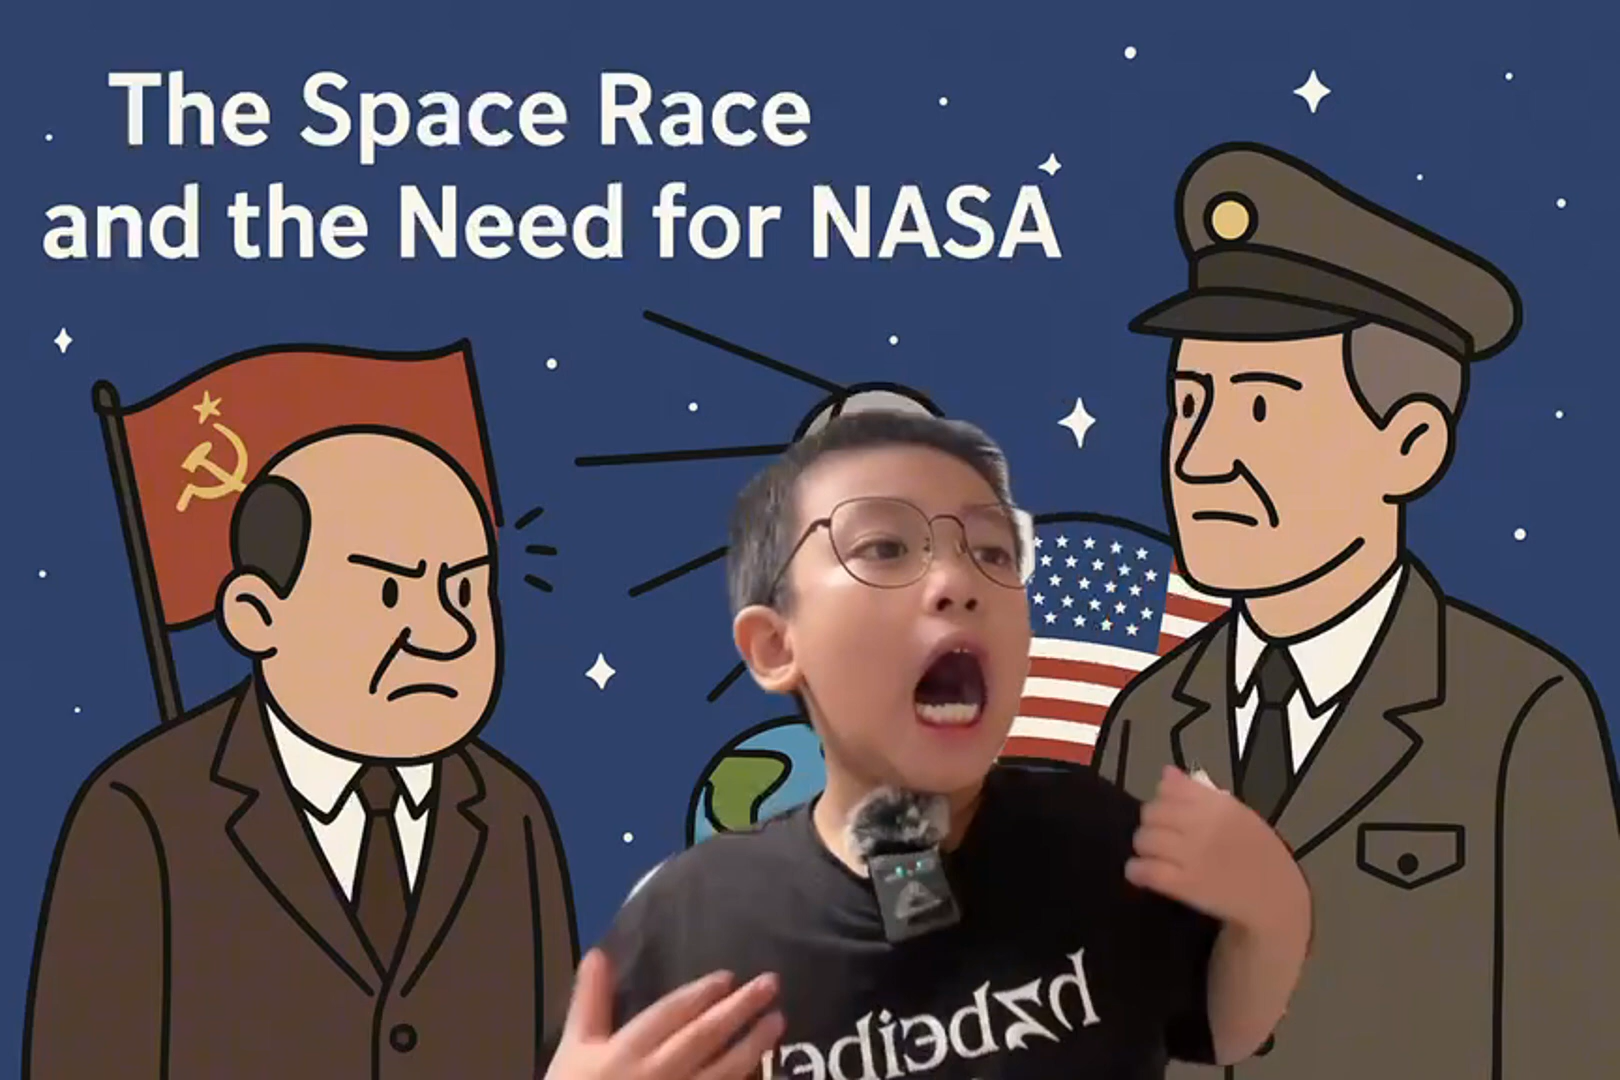 The Space Race
and the Need for NASA